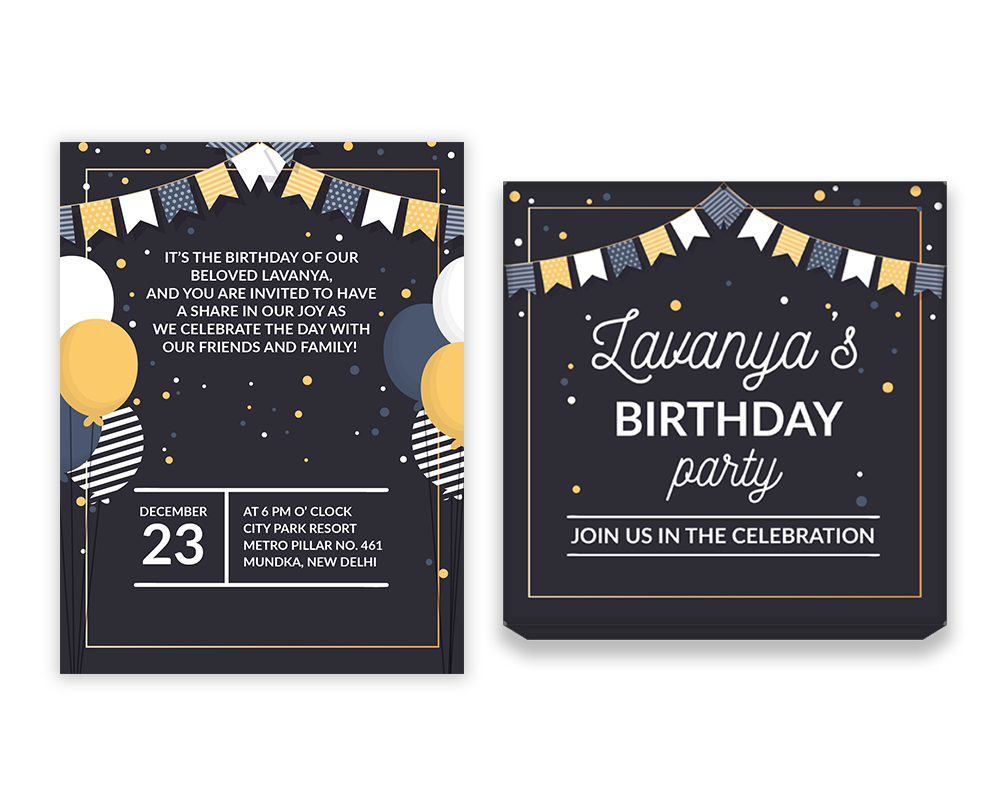 IT'S THE BIRTHDAY OF OUR
BELOVED LAVANYA,
AND YOU ARE INVITED TO HAVE
A SHARE IN OUR JOY AS
WE CELEBRATE THE DAY WITH
OUR FRIENDS AND FAMILY!
DECEMBER
23
AT 6 PM O' CLOCK
CITY PARK RESORT
METRO PILLAR NO. 461
MUNDKA, NEW DELHI
Lavanya's
BIRTHDAY
party
JOIN US IN THE CELEBRATION